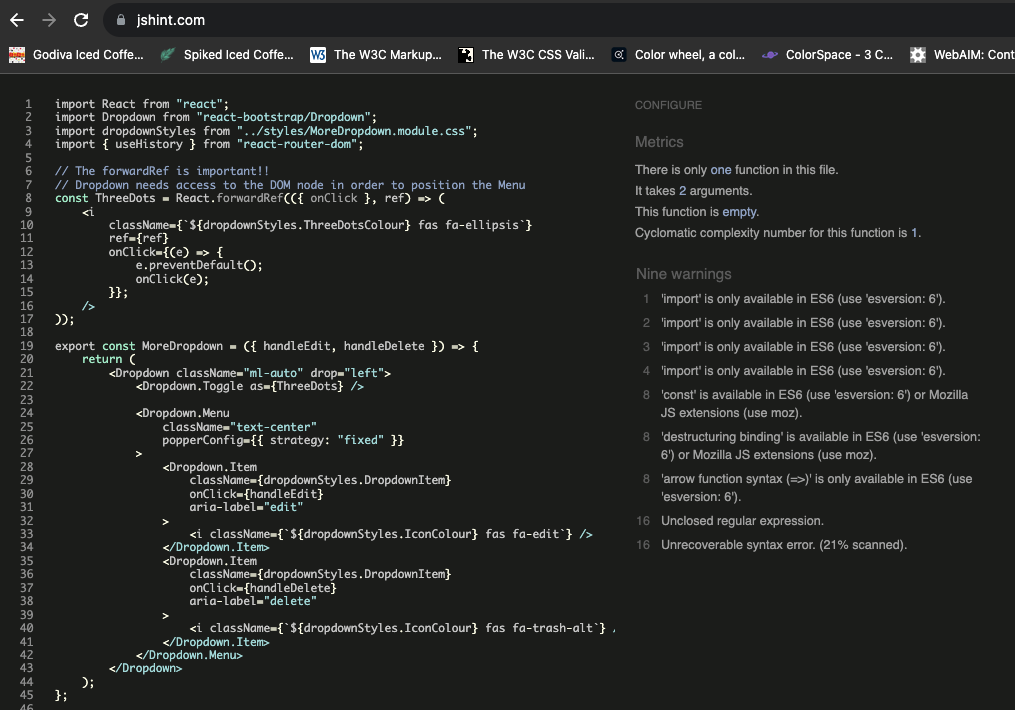 jshint.com
Godiva Iced Coffe... Spiked Iced Coffe... W3 The W3C Markup... The W3C CSS Vali... Color wheel, a col... ColorSpace - 3 C... WebAIM: Cont
1 import React from "react";
2 import Dropdown from "react-bootstrap/Dropdown";
3 import dropdownStyles from "../styles/MoreDropdown.module.css";
4 import { useHistory } from "react-router-dom";
5
6 // The forwardRef is important!!
7 // Dropdown needs access to the DOM node in order to position the Menu
8 const ThreeDots = React.forwardRef(({ onClick }, ref) => (
9     <i
10         className={`${dropdownStyles.ThreeDotsColour} fas fa-ellipsis`}
11         ref={ref}
12         onClick={(e) => {
13             e.preventDefault();
14             onClick(e);
15         }};
16     />
17 ));
18
19 export const MoreDropdown = ({ handleEdit, handleDelete }) => {
20     return (
21         <Dropdown className="ml-auto" drop="left">
22             <Dropdown.Toggle as={ThreeDots} />
23
24             <Dropdown.Menu
25                 className="text-center"
26                 popperConfig={{ strategy: "fixed" }}
27             >
28                 <Dropdown.Item
29                     className={dropdownStyles.DropdownItem}
30                     onClick={handleEdit}
31                     aria-label="edit"
32                 >
33                     <i className={`${dropdownStyles.IconColour} fas fa-edit`} />
34                 </Dropdown.Item>
35                 <Dropdown.Item
36                     className={dropdownStyles.DropdownItem}
37                     onClick={handleDelete}
38                     aria-label="delete"
39                 >
40                     <i className={`${dropdownStyles.IconColour} fas fa-trash-alt`} /
41                 </Dropdown.Item>
42             </Dropdown.Menu>
43         </Dropdown>
44     );
45 };
46
CONFIGURE
Metrics
There is only one function in this file.
It takes 2 arguments.
This function is empty.
Cyclomatic complexity number for this function is 1.
Nine warnings
1 'import' is only available in ES6 (use 'esversion: 6').
2 'import' is only available in ES6 (use 'esversion: 6').
3 'import' is only available in ES6 (use 'esversion: 6').
4 'import' is only available in ES6 (use 'esversion: 6').
8 'const' is available in ES6 (use 'esversion: 6') or Mozilla
JS extensions (use moz).
8 'destructuring binding' is available in ES6 (use 'esversion:
6') or Mozilla JS extensions (use moz).
8 'arrow function syntax (=>)' is only available in ES6 (use
'esversion: 6').
16 Unclosed regular expression.
16 Unrecoverable syntax error. (21% scanned).